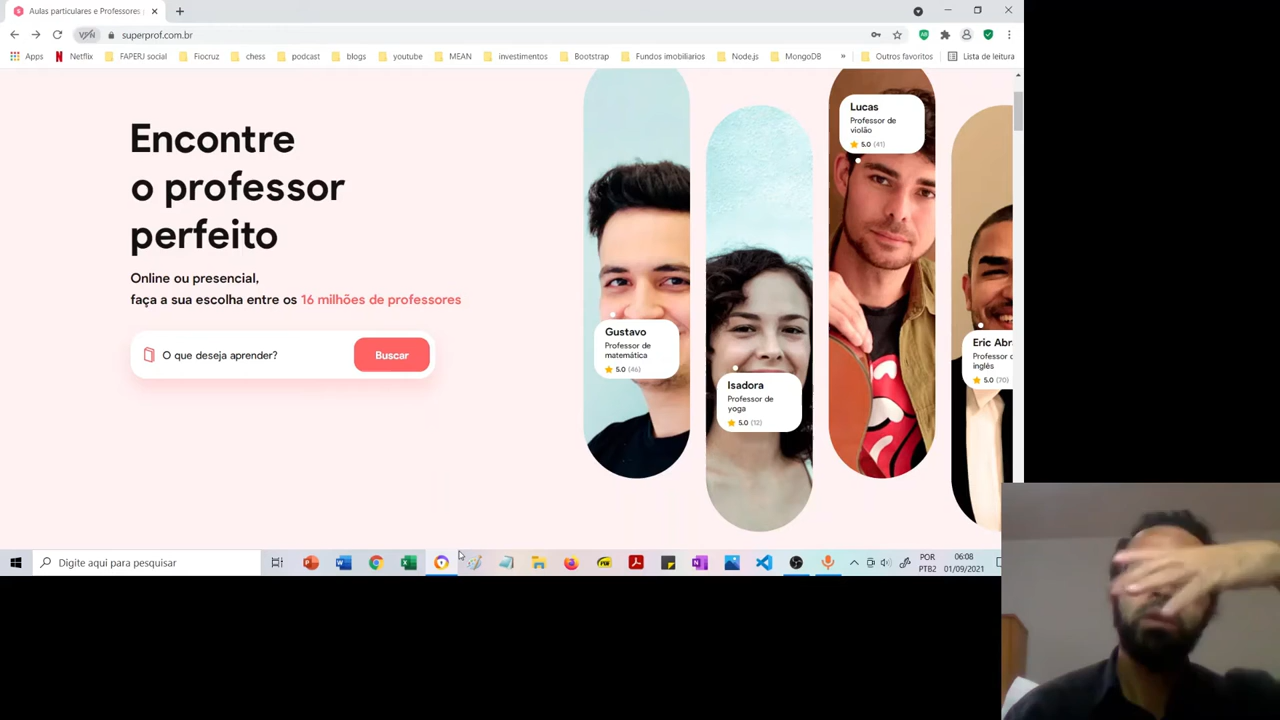 Aulas particulares e Professores
superprof.com.br
Apps
Netflix
FAPERJ social
Fiocruz
chess
podcast
blogs
youtube
MEAN
investimentos
Bootstrap
Fundos imobiliarios
Node.js
MongoDB
»
Outros favoritos
Lista de leitura
Encontre
o professor
perfeito
Online ou presencial,
faça a sua escolha entre os 16 milhões de professores
O que deseja aprender?
Buscar
Gustavo
Professor de
matemática
5.0 (46)
Isadora
Professor de
yoga
5.0 (12)
Lucas
Professor de
violão
5.0 (41)
Eric Abr
Professor
inglês
5.0 (70)
Digite aqui para pesquisar
POR
PTB2
06:08
01/09/2021